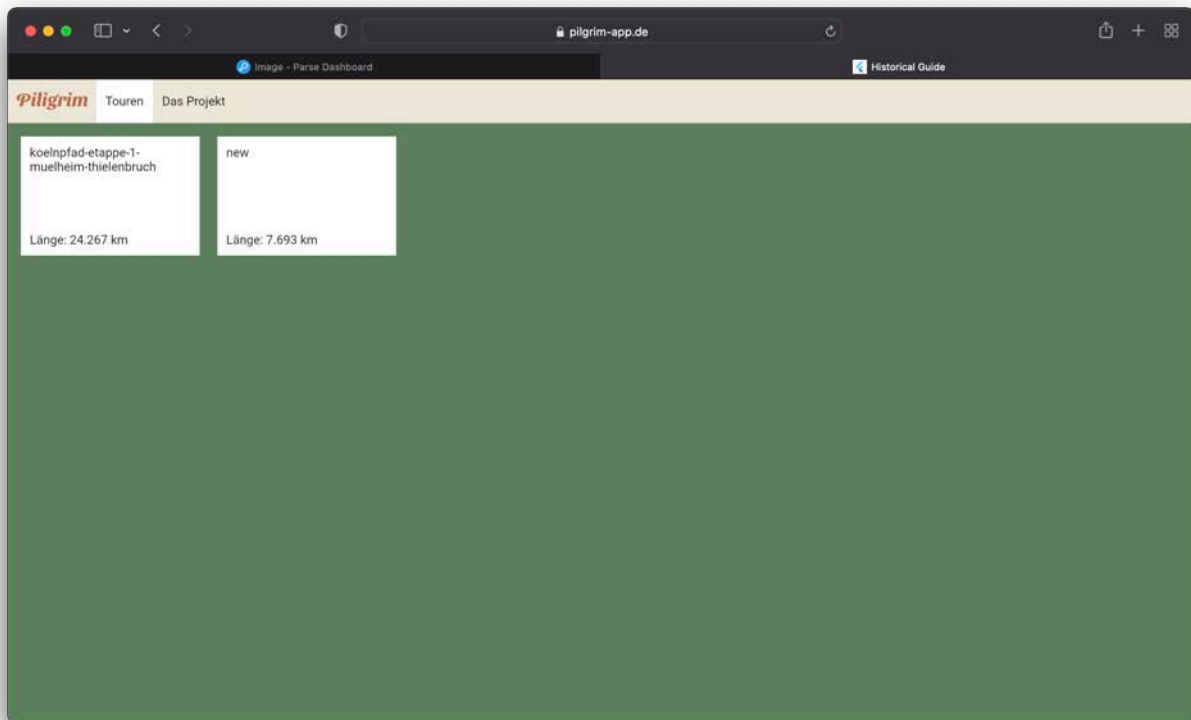 pilgrim-app.de
Image - Parse Dashboard
Historical Guide
Piligrim
Touren
Das Projekt
koelnpfad-etappe-1-
muelheim-thielenbruch
Länge: 24.267 km
new
Länge: 7.693 km